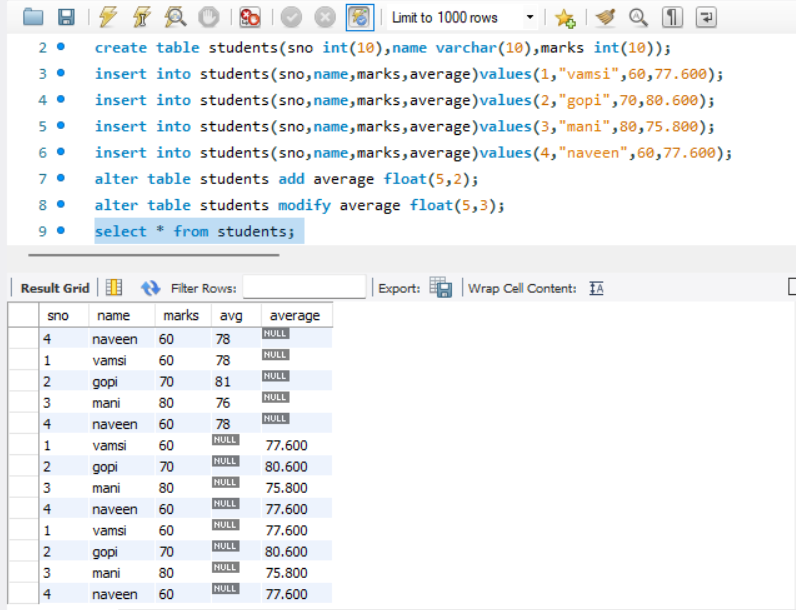 Limit to 1000 rows
2 create table students(sno int(10),name varchar(10),marks int(10));
3 insert into students(sno,name,marks,average)values(1,"vamsi",60,77.600);
4 insert into students(sno,name,marks,average)values(2,"gopi",70,80.600);
5 insert into students(sno,name,marks,average)values(3,"mani",80,75.800);
6 insert into students(sno,name,marks,average)values(4,"naveen",60,77.600);
7 alter table students add average float(5,2);
8 alter table students modify average float(5,3);
9 select * from students;
Result Grid Filter Rows: Export: Wrap Cell Content: IA
sno name marks avg average
4 naveen 60 78 NULL
1 vamsi 60 78 NULL
2 gopi 70 81 NULL
3 mani 80 76 NULL
4 naveen 60 78 NULL
1 vamsi 60 NULL 77.600
2 gopi 70 NULL 80.600
3 mani 80 NULL 75.800
4 naveen 60 NULL 77.600
1 vamsi 60 NULL 77.600
2 gopi 70 NULL 80.600
3 mani 80 NULL 75.800
4 naveen 60 NULL 77.600